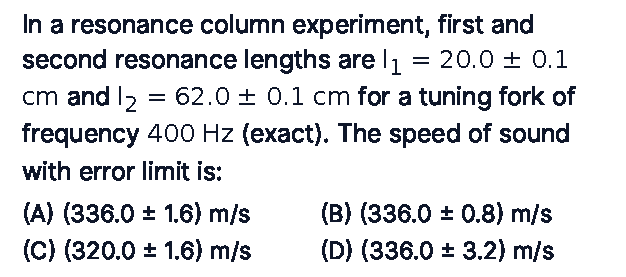 In a resonance column experiment, first and
second resonance lengths are l₁ = 20.0 ± 0.1
cm and l₂ = 62.0 ± 0.1 cm for a tuning fork of
frequency 400 Hz (exact). The speed of sound
with error limit is:
(A) (336.0 ± 1.6) m/s (B) (336.0 ± 0.8) m/s
(C) (320.0 ± 1.6) m/s (D) (336.0 ± 3.2) m/s